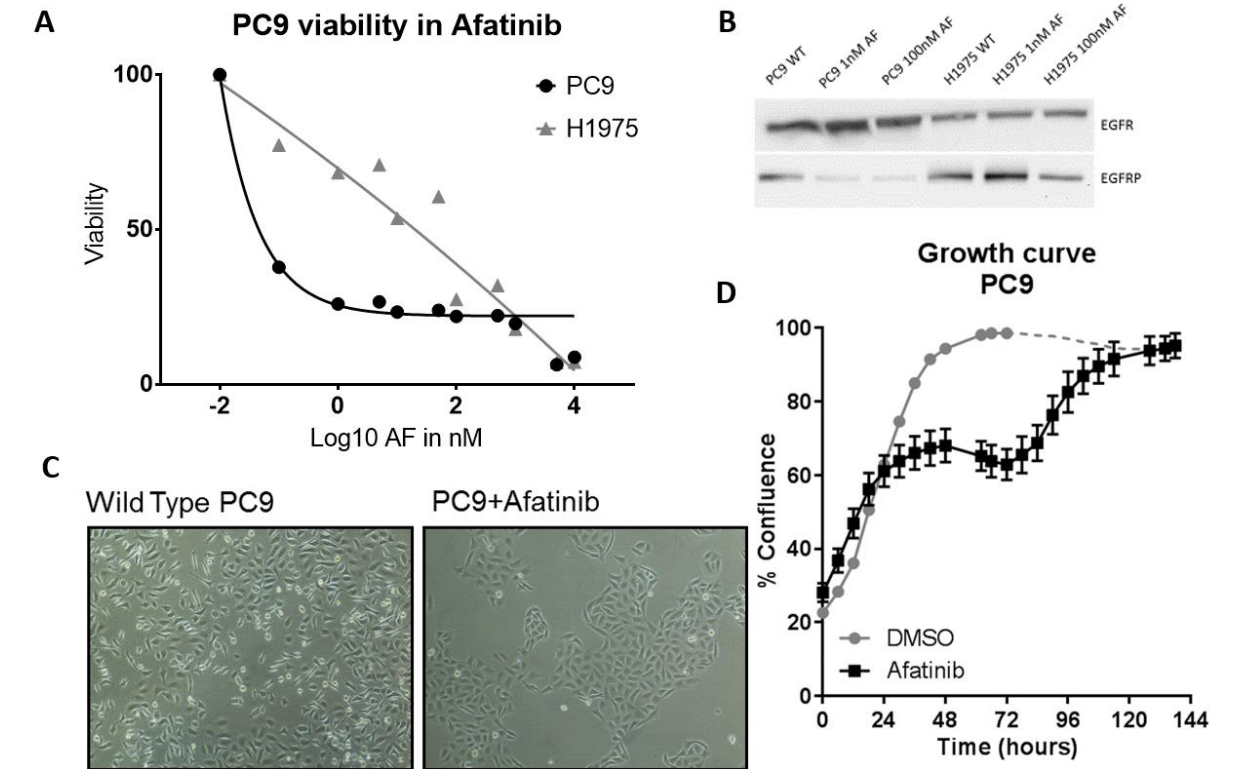 A
PC9 viability in Afatinib
100
50
0
Viability
-2
0
2
4
Log10 AF in nM
PC9
H1975
B
PC9 WT
PC9 1nM AF
PC9 100nM AF
H1975 WT
H1975 1nM AF
H1975 100nM AF
EGFR
EGFRP
C
Wild Type PC9
PC9+Afatinib
D
Growth curve
PC9
100
80
60
40
20
0
% Confluence
DMSO
Afatinib
0
24
48
72
96
120
144
Time (hours)